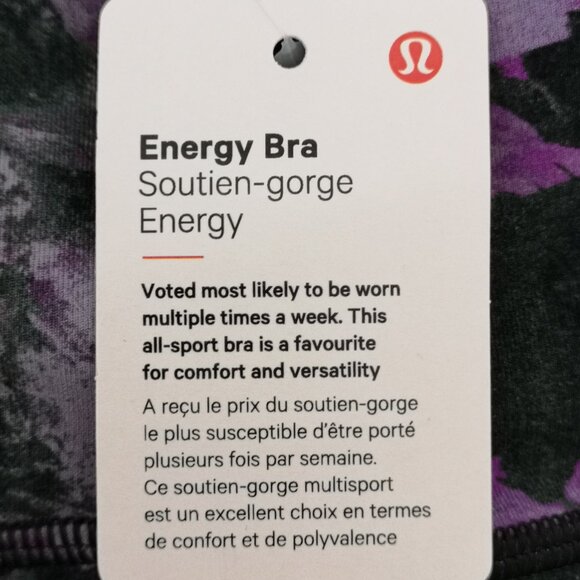 Energy Bra
Soutien-gorge
Energy
Voted most likely to be worn
multiple times a week. This
all-sport bra is a favourite
for comfort and versatility
A reçu le prix du soutien-gorge
le plus susceptible d'être porté
plusieurs fois par semaine.
Ce soutien-gorge multisport
est un excellent choix en termes
de confort et de polyvalence